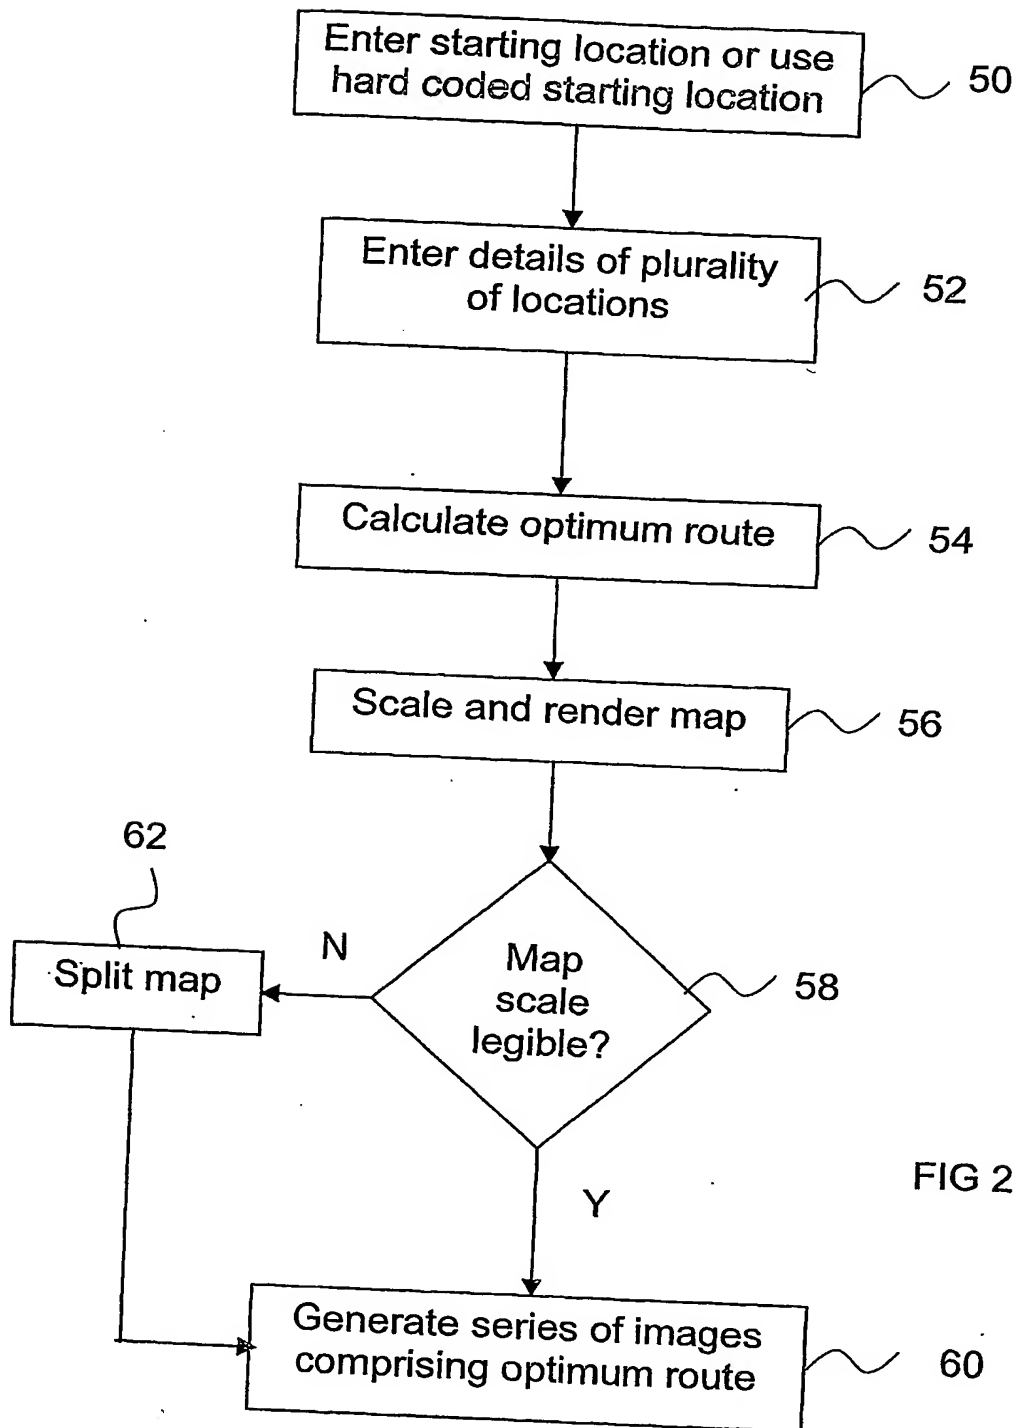 Enter starting location or use
hard coded starting location
50
Enter details of plurality
of locations
52
Calculate optimum route
54
Scale and render map
56
62
Split map
N
Map
scale
legible?
58
Y
FIG 2
Generate series of images
comprising optimum route
60